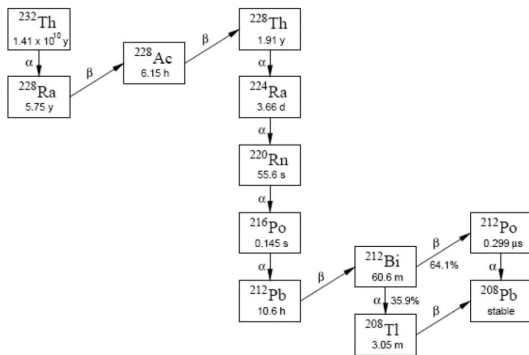 ²³²Th
1.41 x 10¹⁰ y
α
²²⁸Ra
5.75 y
β
²²⁸Ac
6.15 h
β
²²⁸Th
1.91 y
α
²²⁴Ra
3.66 d
α
²²⁰Rn
55.6 s
α
²¹⁶Po
0.145 s
α
²¹²Pb
10.6 h
β
²¹²Bi
60.6 m
β
64.1%
²¹²Po
0.299 µs
α
α 35.9%
²⁰⁸Tl
3.05 m
β
²⁰⁸Pb
stable